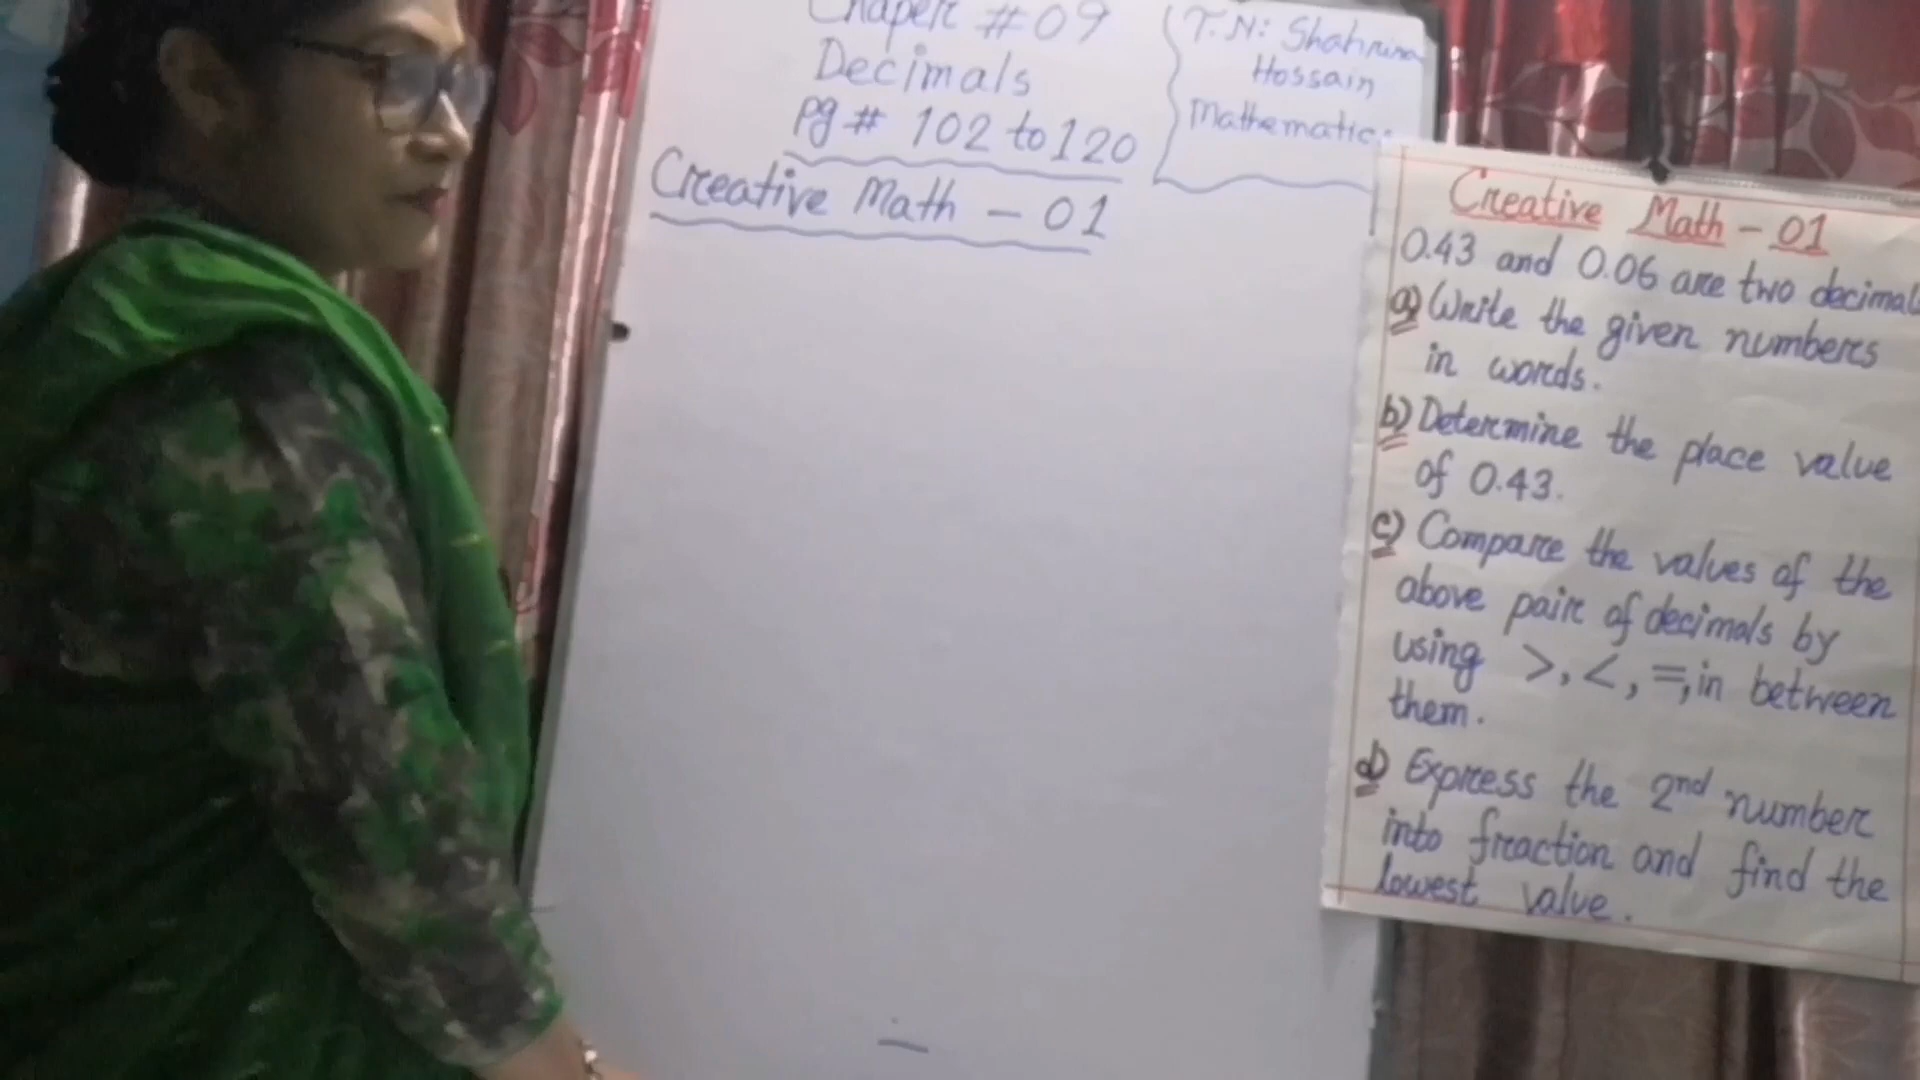 Chapter # 09
Decimals
pg # 102 to 120
Creative Math - 01
T.N: Shahrina
Hossain
Mathematics
Creative Math - 01
0.43 and 0.06 are two decimals
a) Write the given numbers
in words.
b) Determine the place value
of 0.43.
c) Compare the values of the
above pair of decimals by
using >, <, =, in between
them.
d) Express the 2nd number
into fraction and find the
lowest value.